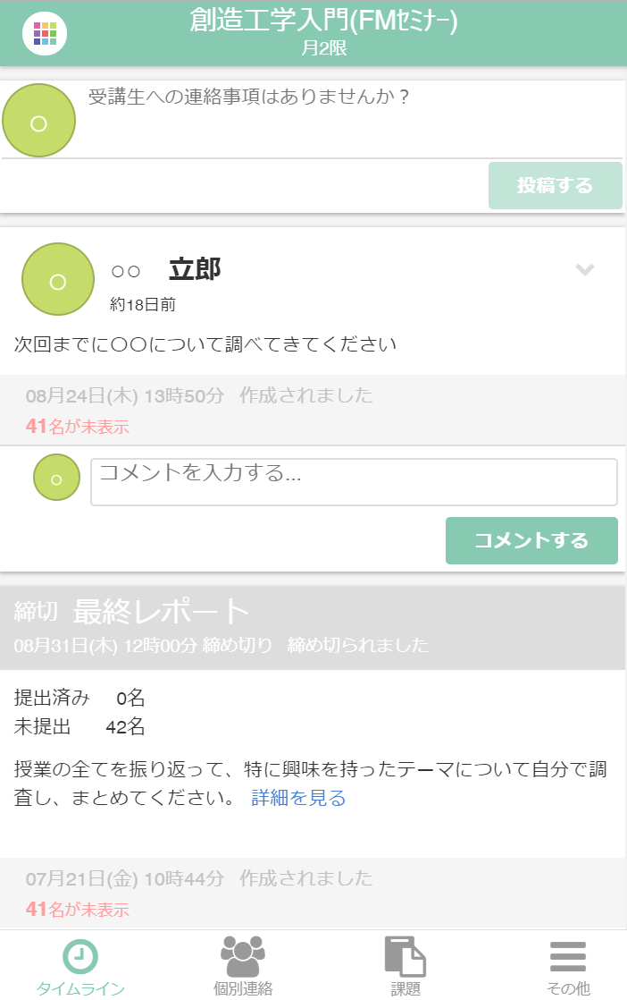 創造工学入門(FMｾﾐﾅｰ)
月2限
受講生への連絡事項はありませんか？
○
投稿する
○
○○　立郎
約18日前
次回までに〇〇について調べてきてください
08月24日(木) 13時50分 作成されました
41名が未表示
○
コメントを入力する...
コメントする
締切 最終レポート
08月31日(木) 12時00分 締め切り 締め切られました
提出済み 0名
未提出 42名
授業の全てを振り返って、特に興味を持ったテーマについて自分で調
査し、まとめてください。 詳細を見る
07月21日(金) 10時44分 作成されました
41名が未表示
タイムライン 個別連絡 課題 その他